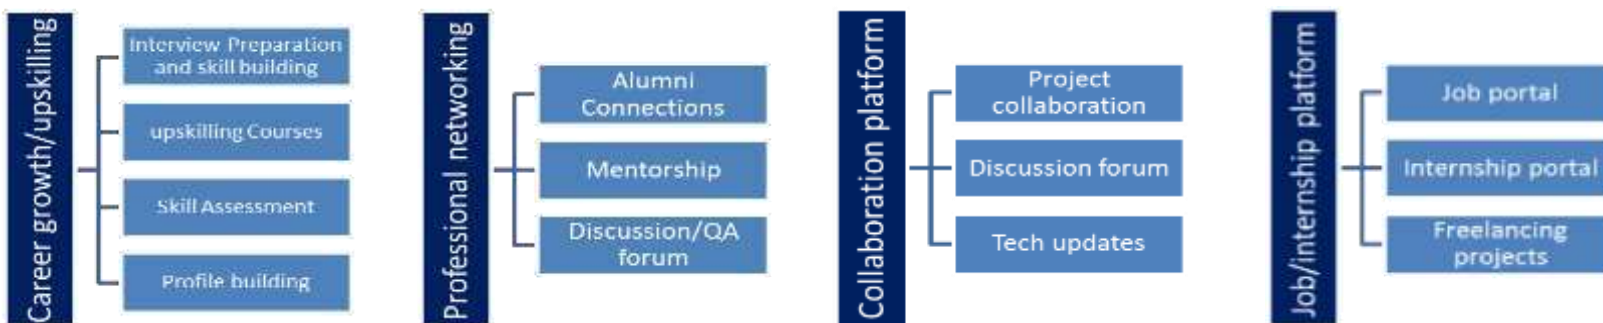 Career growth/upskilling
Interview Preparation
and skill building
upskilling Courses
Skill Assessment
Profile building
Professional networking
Alumni
Connections
Mentorship
Discussion/QA
forum
Collaboration platform
Project
collaboration
Discussion forum
Tech updates
Job/internship platform
Job portal
Internship portal
Freelancing
projects